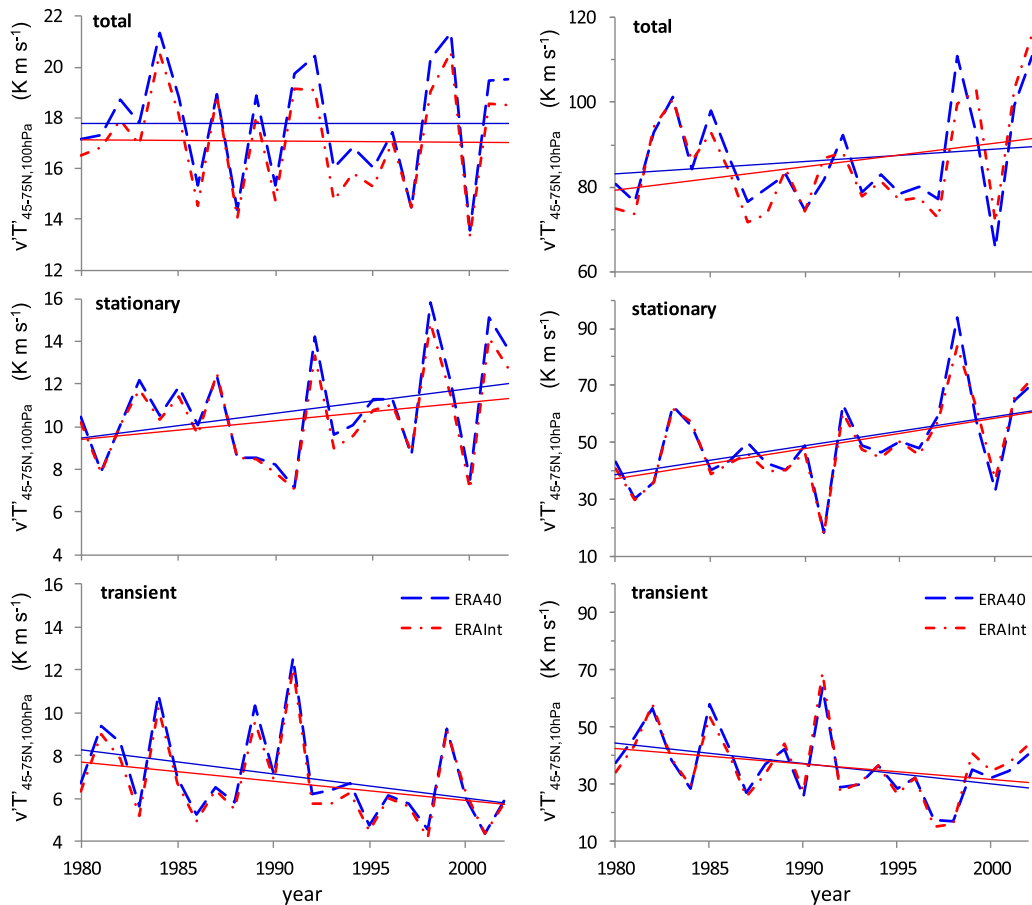 total
v'T'45-75N,100hPa (K m s-1)
22
20
18
16
14
12
total
v'T'45-75N,10hPa (K m s-1)
120
100
80
60
stationary
v'T'45-75N,100hPa (K m s-1)
16
14
12
10
8
6
4
stationary
v'T'45-75N,10hPa (K m s-1)
90
70
50
30
10
transient
v'T'45-75N,100hPa (K m s-1)
16
14
12
10
8
6
4
ERA40
ERAInt
1980 1985 1990 1995 2000
year
transient
v'T'45-75N,10hPa (K m s-1)
90
70
50
30
10
ERA40
ERAInt
1980 1985 1990 1995 2000
year